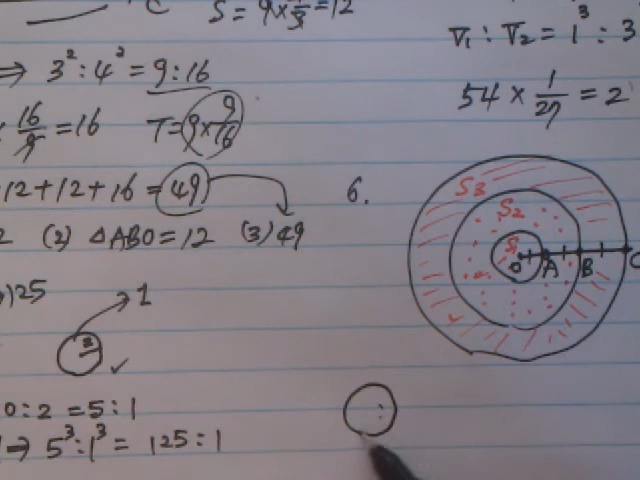 C S = 9 × 4/3 = 12
⇒ 3² : 4² = 9 : 16
16/9 = 16 T = 9 × 9/16
12 + 12 + 16 = 49
(2) △ABO = 12 (3) 49
) 25
1
0 : 2 = 5 : 1
⇒ 5³ : 1³ = 125 : 1
V₁ : V₂ = 1³ : 3
54 × 1/27 = 2
6.
S3
S2
S1
O A B C